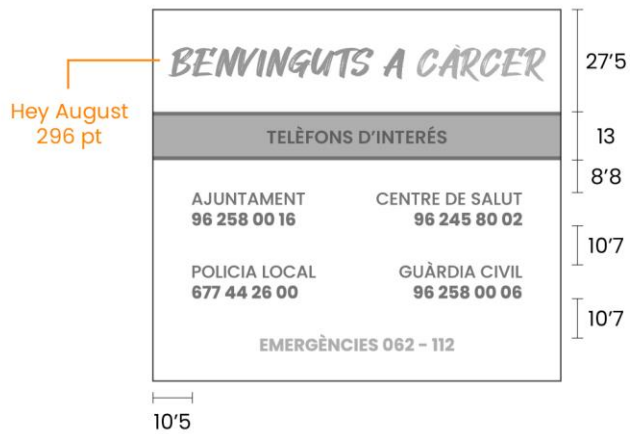 BENVINGUTS A CÀRCER
27'5
Hey August
296 pt
TELÈFONS D'INTERÉS
13
8'8
AJUNTAMENT
96 258 00 16
CENTRE DE SALUT
96 245 80 02
10'7
POLICIA LOCAL
677 44 26 00
GUÀRDIA CIVIL
96 258 00 06
10'7
EMERGÈNCIES 062 - 112
10'5